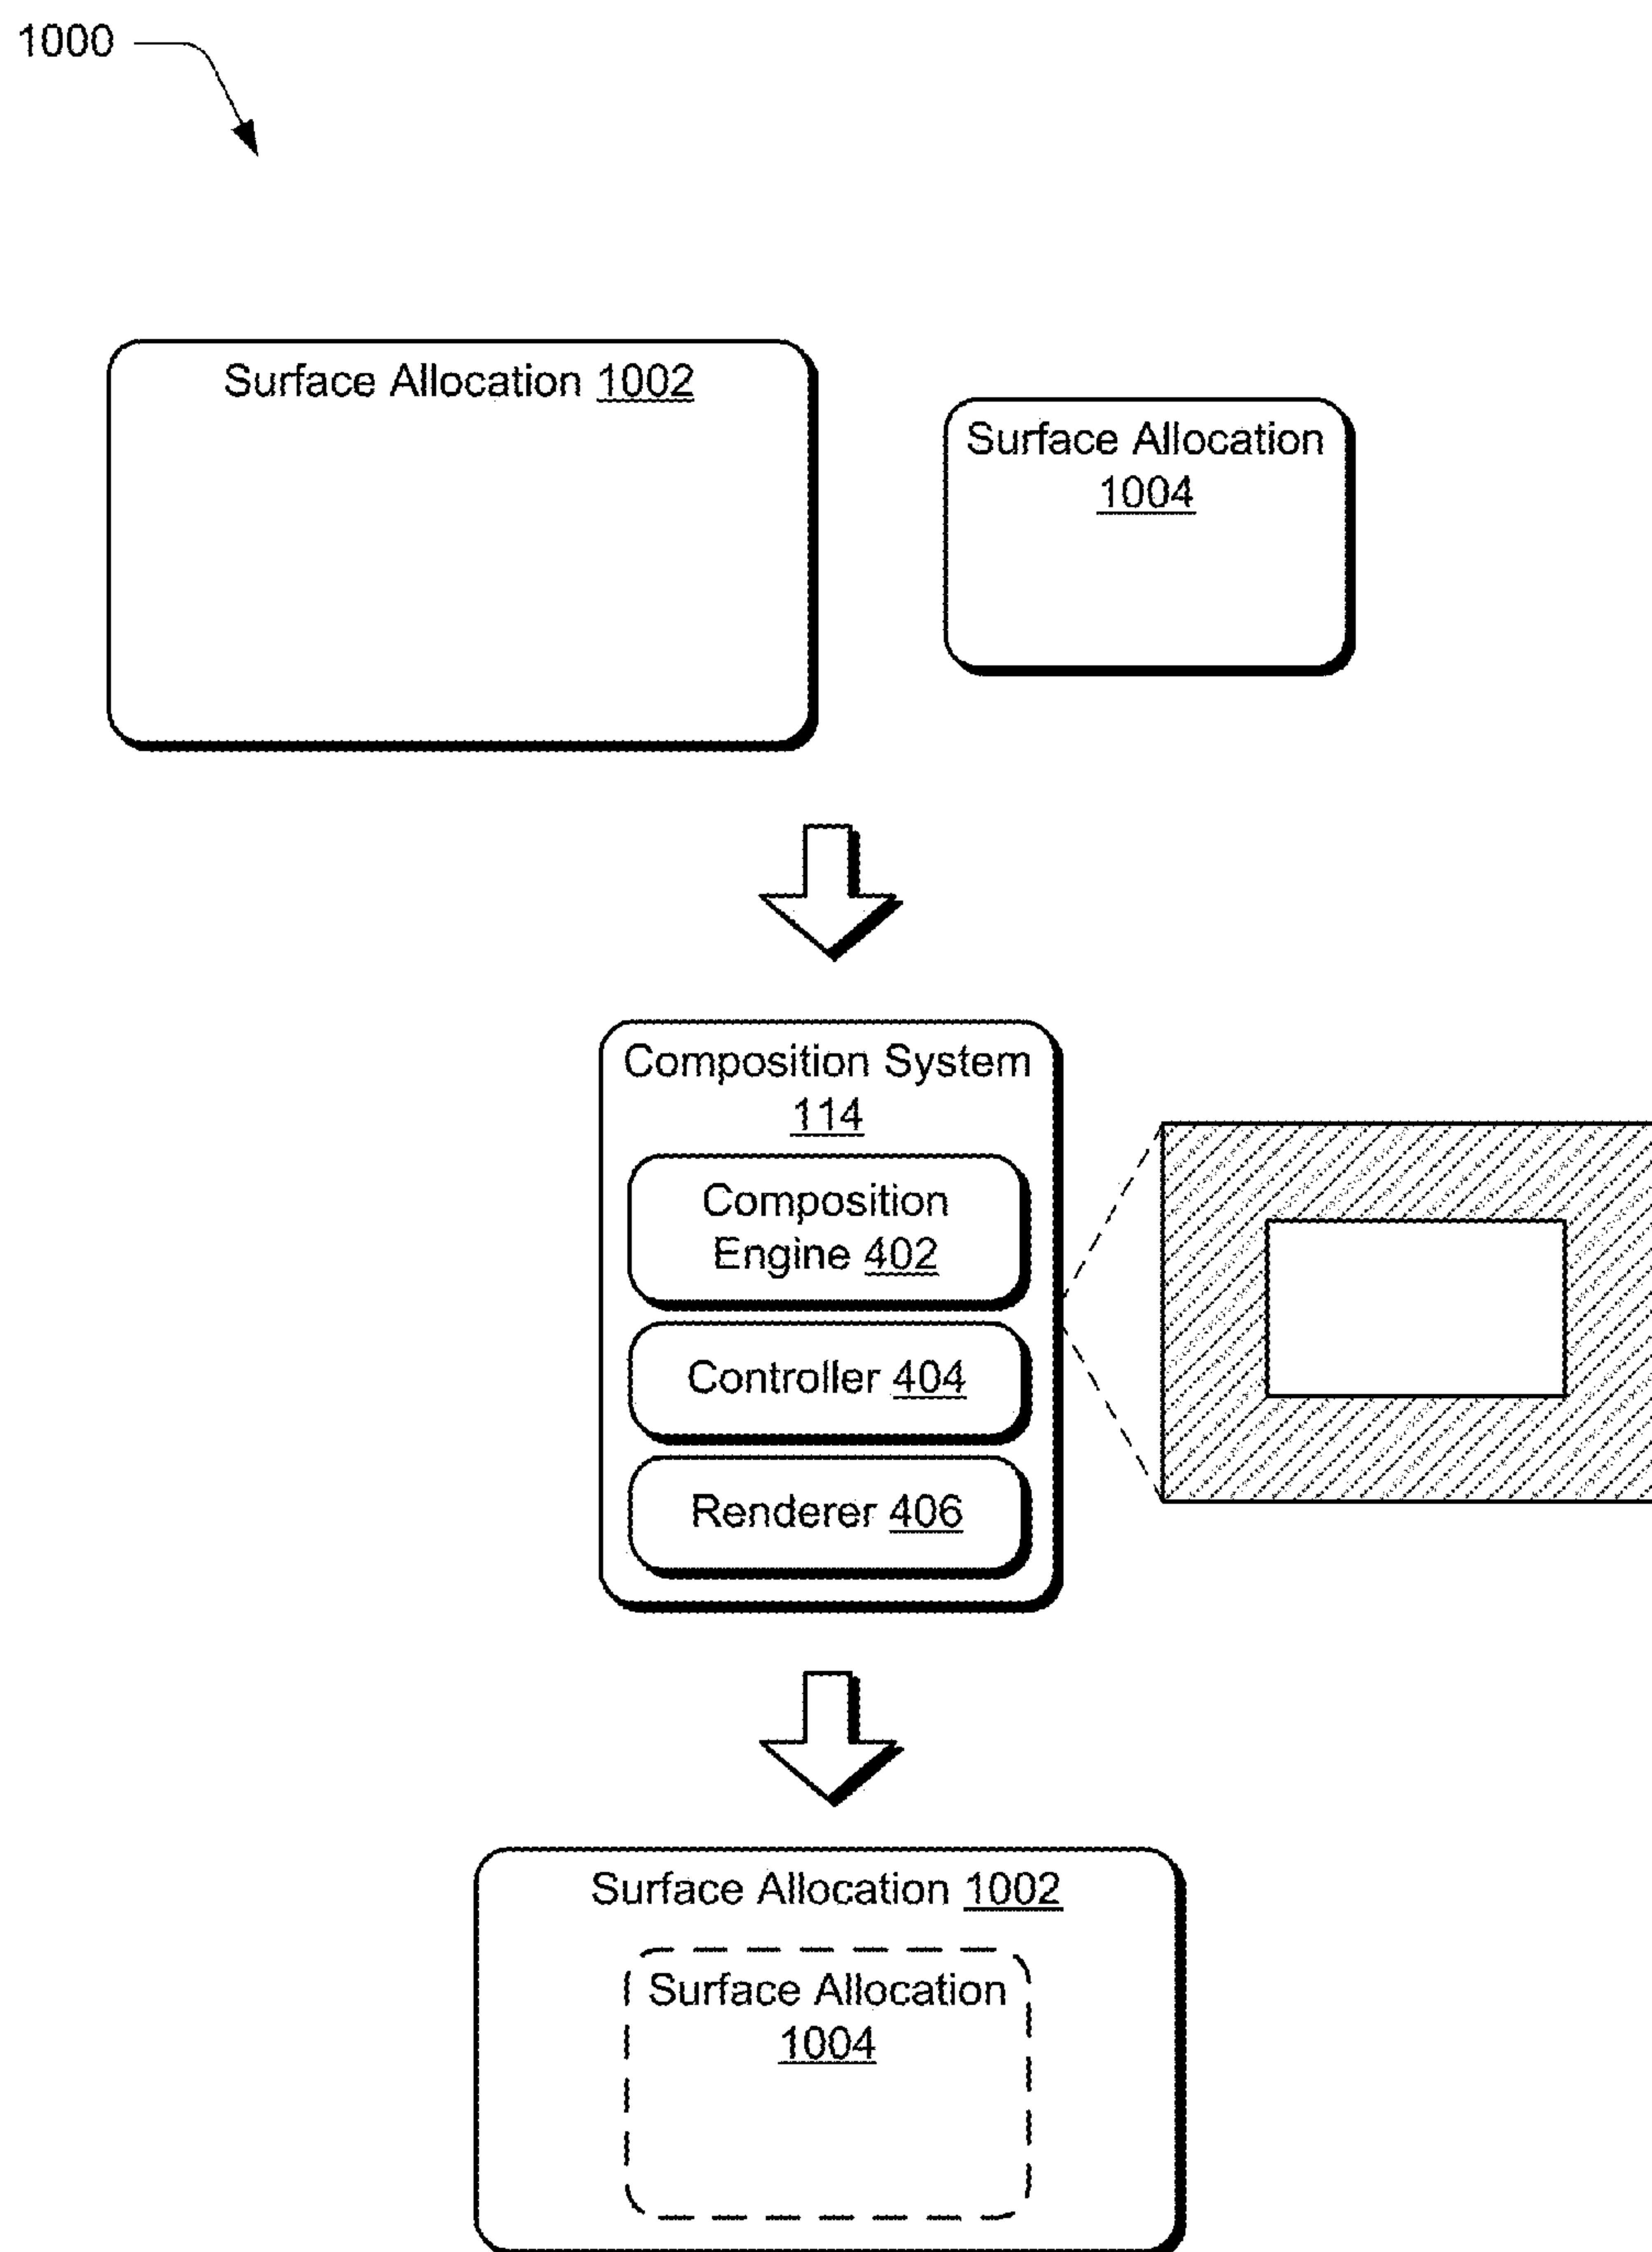 1000
Surface Allocation 1002
Surface Allocation
1004
Composition System
114
Composition
Engine 402
Controller 404
Renderer 406
Surface Allocation 1002
Surface Allocation
1004